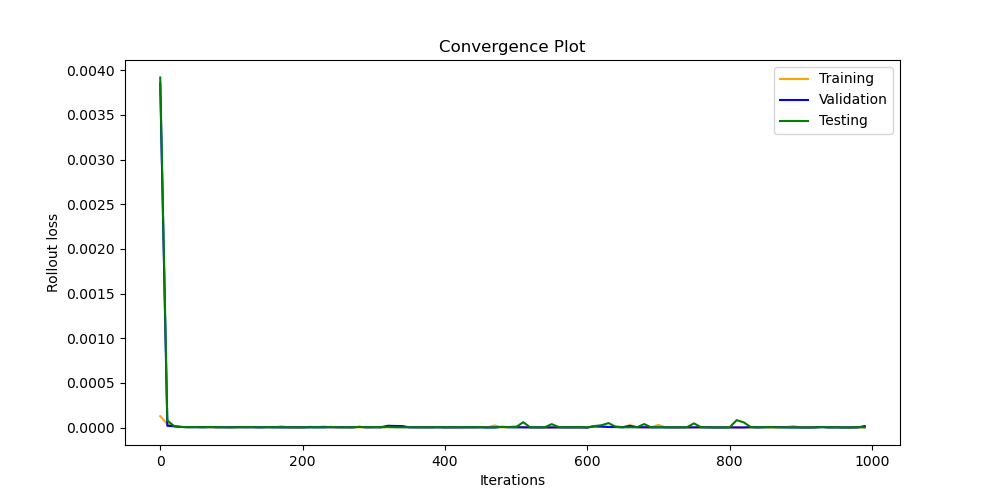 Convergence Plot
0.0040
0.0035
0.0030
0.0025
0.0020
0.0015
0.0010
0.0005
0.0000
Rollout loss
Training
Validation
Testing
0 200 400 600 800 1000
Iterations